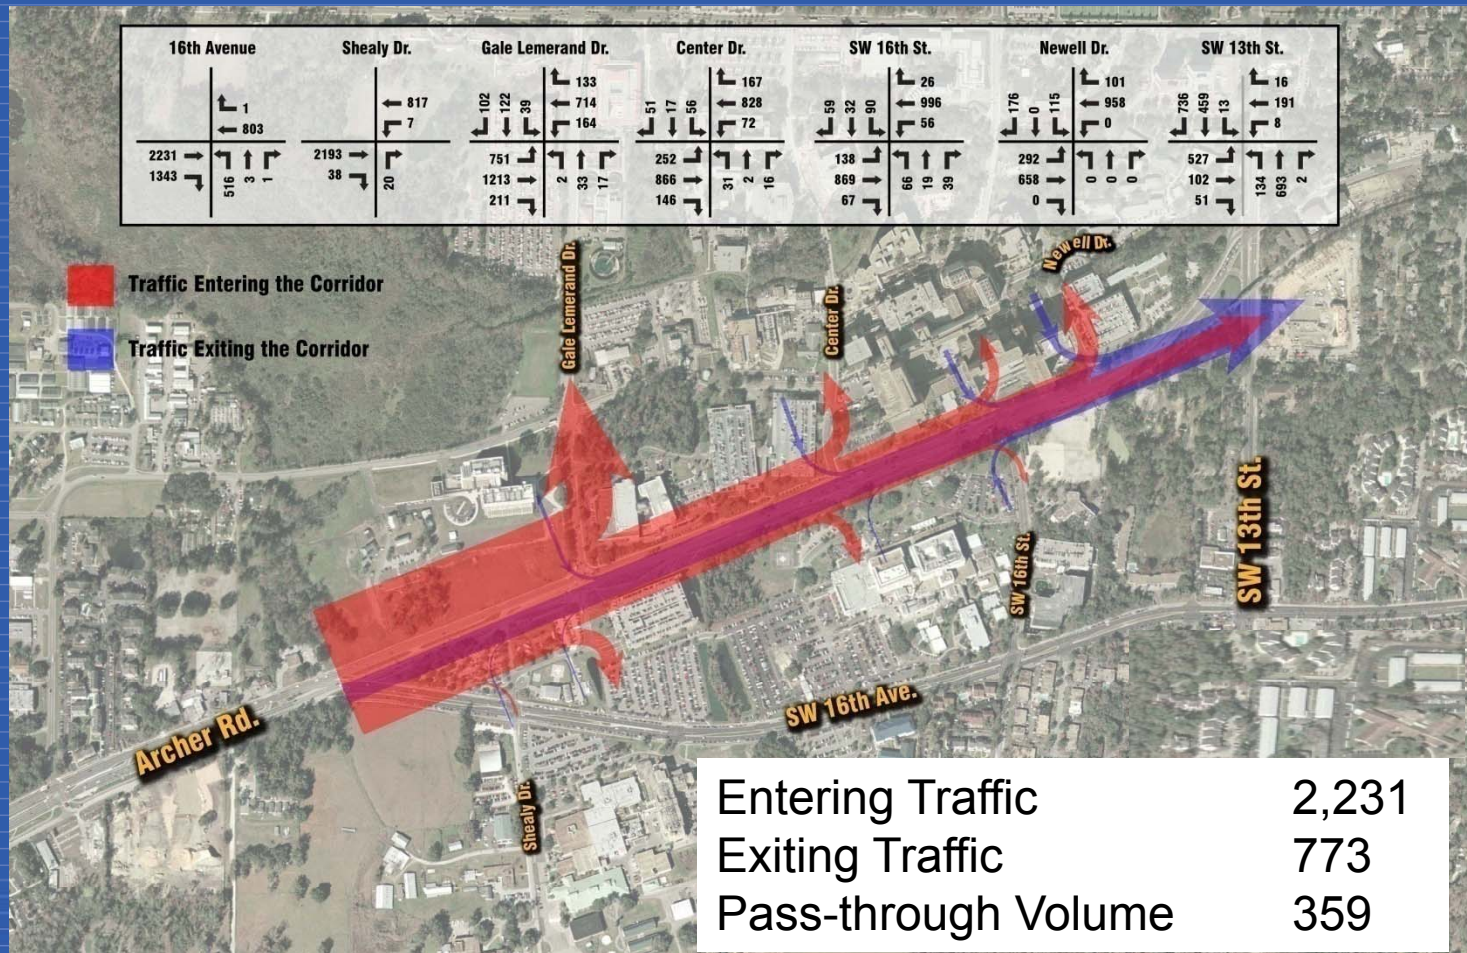 16th Avenue Shealy Dr. Gale Lemerand Dr. Center Dr. SW 16th St. Newell Dr. SW 13th St.
1
803
2231
1343
516 3 1
817
7
2193
38
20
102 122 39
133
714
164
751
1213
211
2 33 17
51 17 56
167
828
72
252
866
146
31 2 16
59 32 90
26
996
56
138
869
67
66 19 39
176 0 115
101
958
0
292
658
0
0 0 0
736 459 13
16
191
8
527
102
51
134 693 2
Traffic Entering the Corridor
Traffic Exiting the Corridor
Gale Lemerand Dr.
Center Dr.
Newell Dr.
SW 13th St.
SW 16th St.
SW 16th Ave.
Archer Rd.
Shealy Dr.
Entering Traffic 2,231
Exiting Traffic 773
Pass-through Volume 359